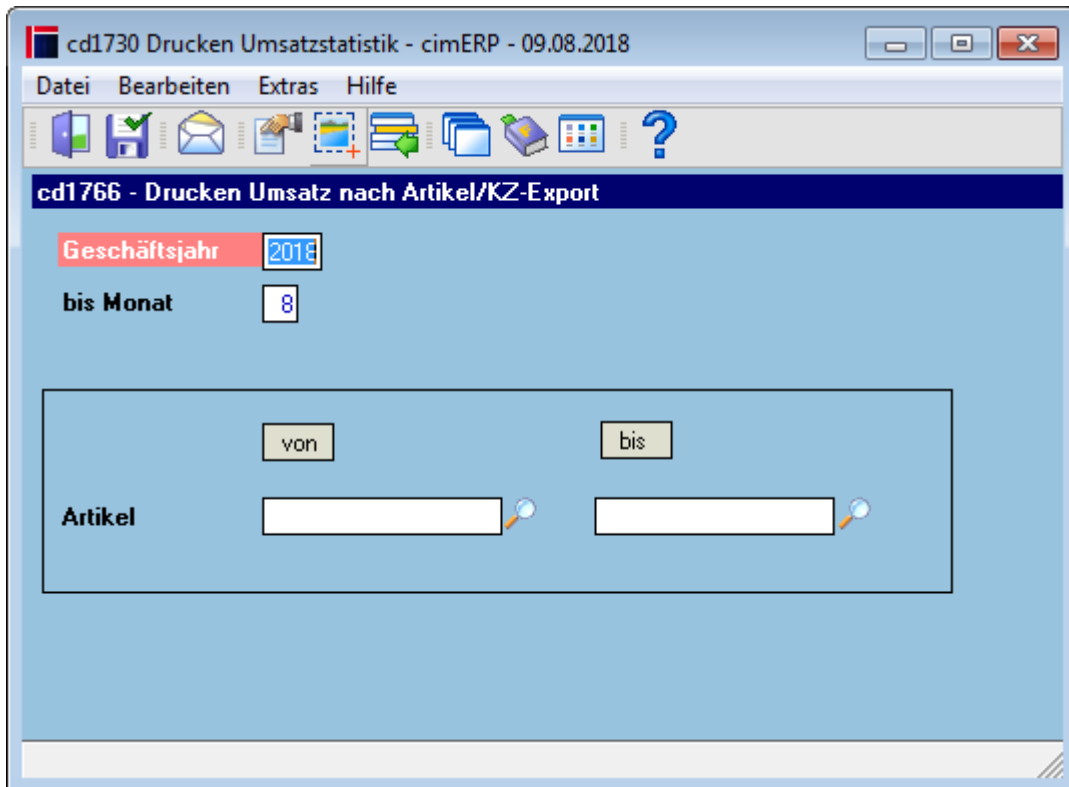 cd1730 Drucken Umsatzstatistik - cimERP - 09.08.2018
Datei Bearbeiten Extras Hilfe
cd1766 - Drucken Umsatz nach Artikel/KZ-Export
Geschäftsjahr 2018
bis Monat 8
von bis
Artikel